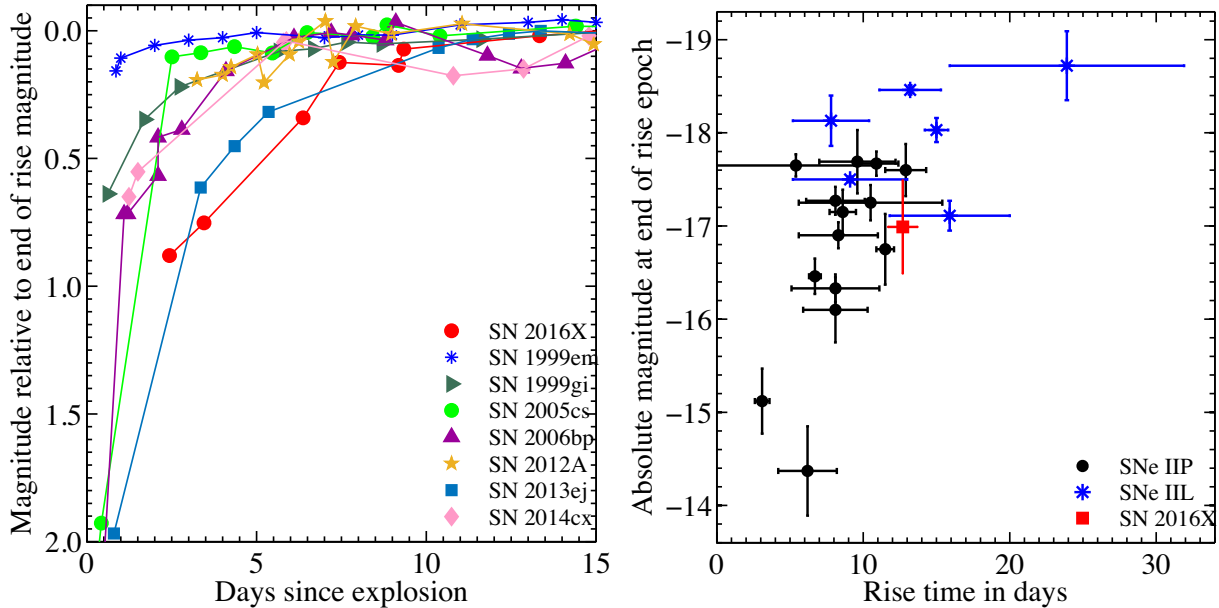 Magnitude relative to end of rise magnitude
0.0
0.5
1.0
1.5
2.0
SN 2016X
SN 1999em
SN 1999gi
SN 2005cs
SN 2006bp
SN 2012A
SN 2013ej
SN 2014cx
0
5
10
15
Days since explosion
Absolute magnitude at end of rise epoch
−19
−18
−17
−16
−15
−14
SNe IIP
SNe IIL
SN 2016X
0
10
20
30
Rise time in days